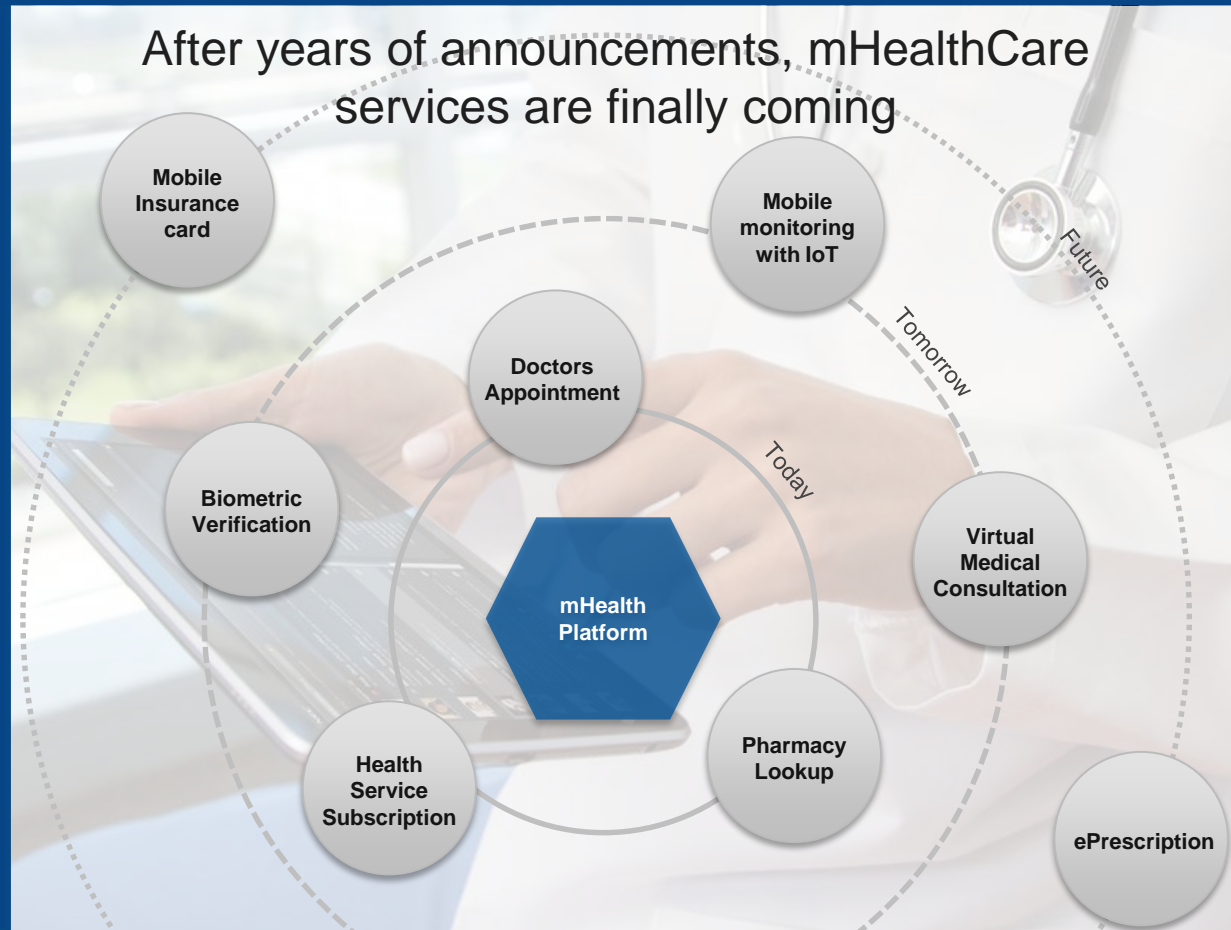 After years of announcements, mHealthCare
services are finally coming
Mobile
Insurance
card
Mobile
monitoring
with IoT
Future
Tomorrow
Doctors
Appointment
Today
Biometric
Verification
Virtual
Medical
Consultation
mHealth
Platform
Health
Service
Subscription
Pharmacy
Lookup
ePrescription